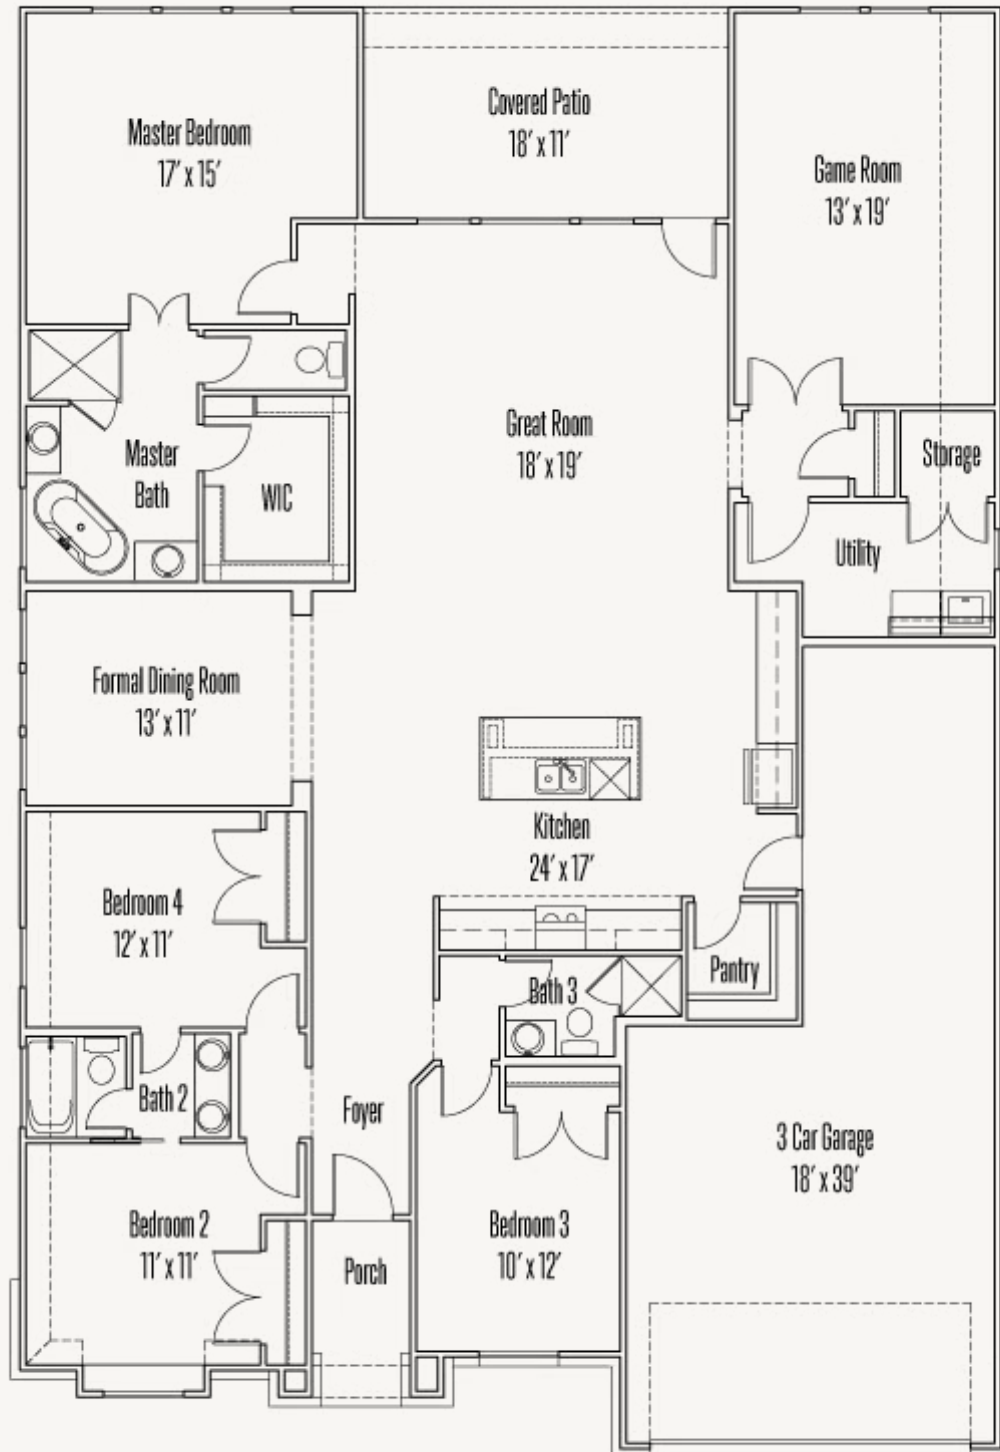 Master Bedroom
17' x 15'
Covered Patio
18' x 11'
Game Room
13' x 19'
Great Room
18' x 19'
Master
Bath
WIC
Storage
Utility
Formal Dining Room
13' x 11'
Kitchen
24' x 17'
Bedroom 4
12' x 11'
Pantry
Bath 3
Bath 2
Foyer
3 Car Garage
18' x 39'
Bedroom 2
11' x 11'
Porch
Bedroom 3
10' x 12'